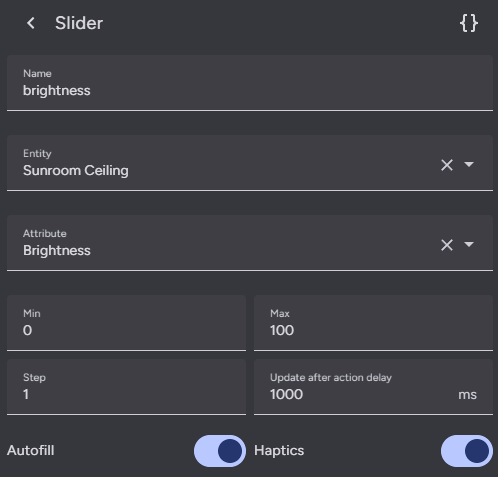 Slider
{}
Name
brightness
Entity
Sunroom Ceiling
Attribute
Brightness
Min
0
Max
100
Step
1
Update after action delay
1000 ms
Autofill
Haptics